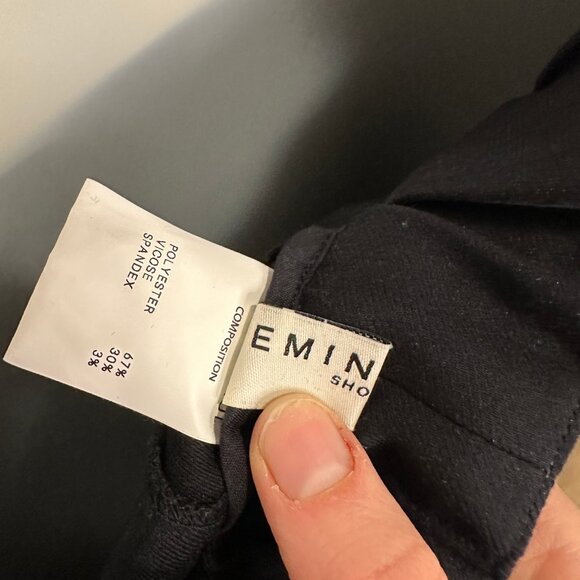 COMPOSITION
POLYESTER 67%
VICOSE 30%
SPANDEX 3%
EMIN
SHO